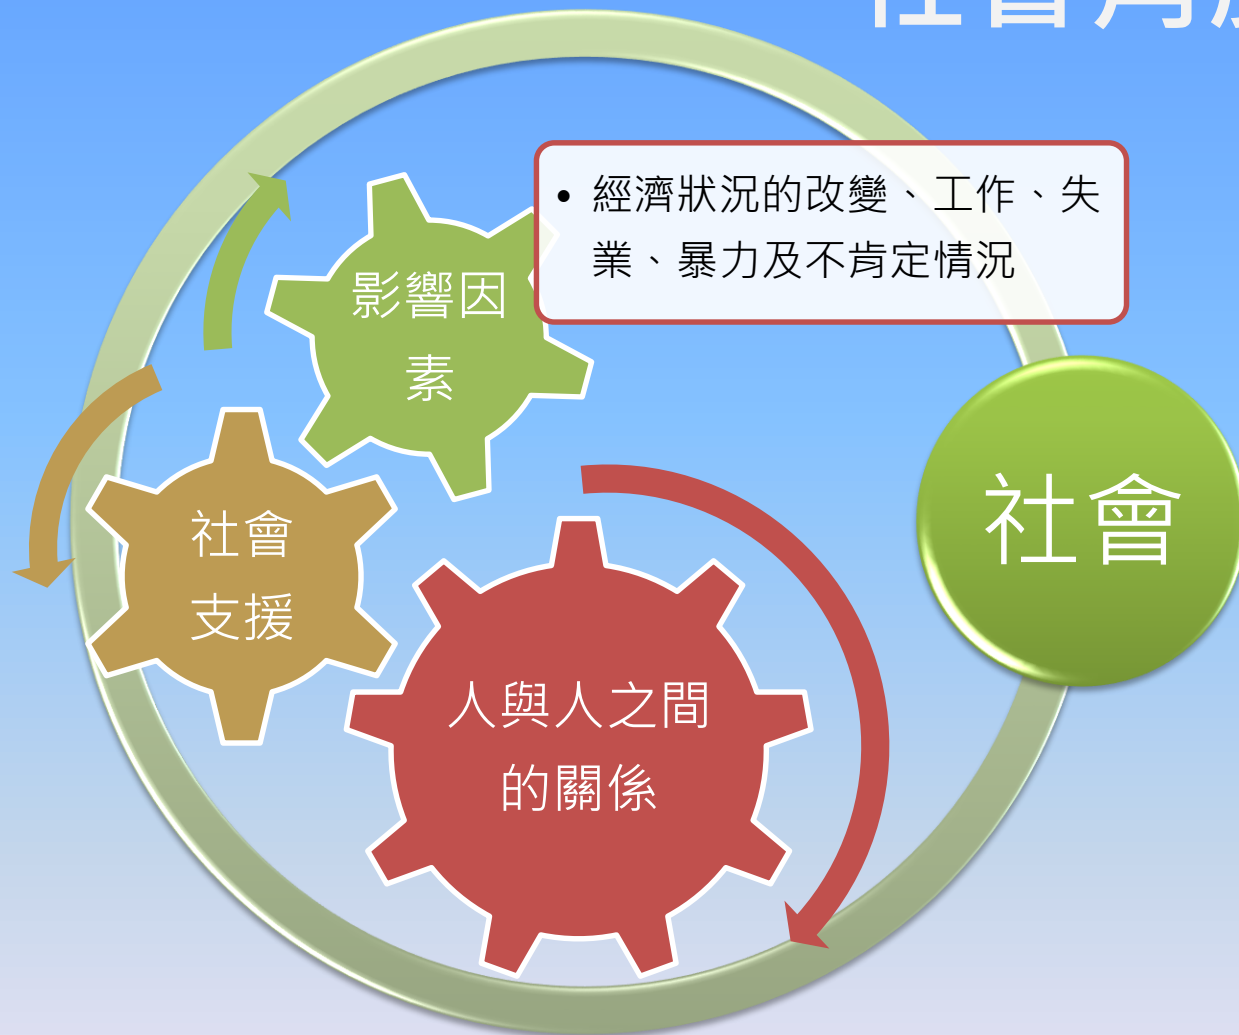 • 經濟狀況的改變、工作、失
業、暴力及不肯定情況
影響因
素
社會
支援
人與人之間
的關係
社會